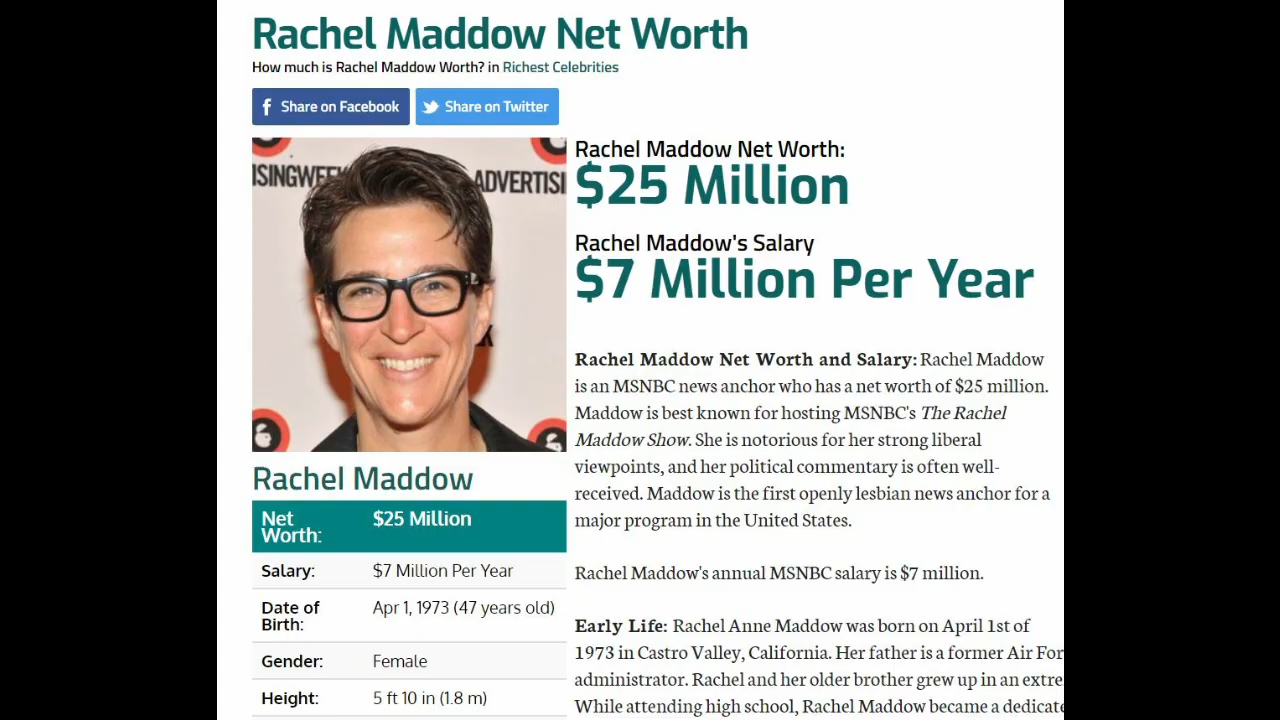 Rachel Maddow Net Worth
How much is Rachel Maddow Worth? in Richest Celebrities
Share on Facebook
Share on Twitter
ISINGWEEK
ADVERTISI
Rachel Maddow
Net Worth: $25 Million
Salary: $7 Million Per Year
Date of Birth: Apr 1, 1973 (47 years old)
Gender: Female
Height: 5 ft 10 in (1.8 m)
Rachel Maddow Net Worth:
$25 Million
Rachel Maddow's Salary
$7 Million Per Year
Rachel Maddow Net Worth and Salary: Rachel Maddow
is an MSNBC news anchor who has a net worth of $25 million.
Maddow is best known for hosting MSNBC's The Rachel
Maddow Show. She is notorious for her strong liberal
viewpoints, and her political commentary is often well-
received. Maddow is the first openly lesbian news anchor for a
major program in the United States.
Rachel Maddow's annual MSNBC salary is $7 million.
Early Life: Rachel Anne Maddow was born on April 1st of
1973 in Castro Valley, California. Her father is a former Air For
administrator. Rachel and her older brother grew up in an extre
While attending high school, Rachel Maddow became a dedicate